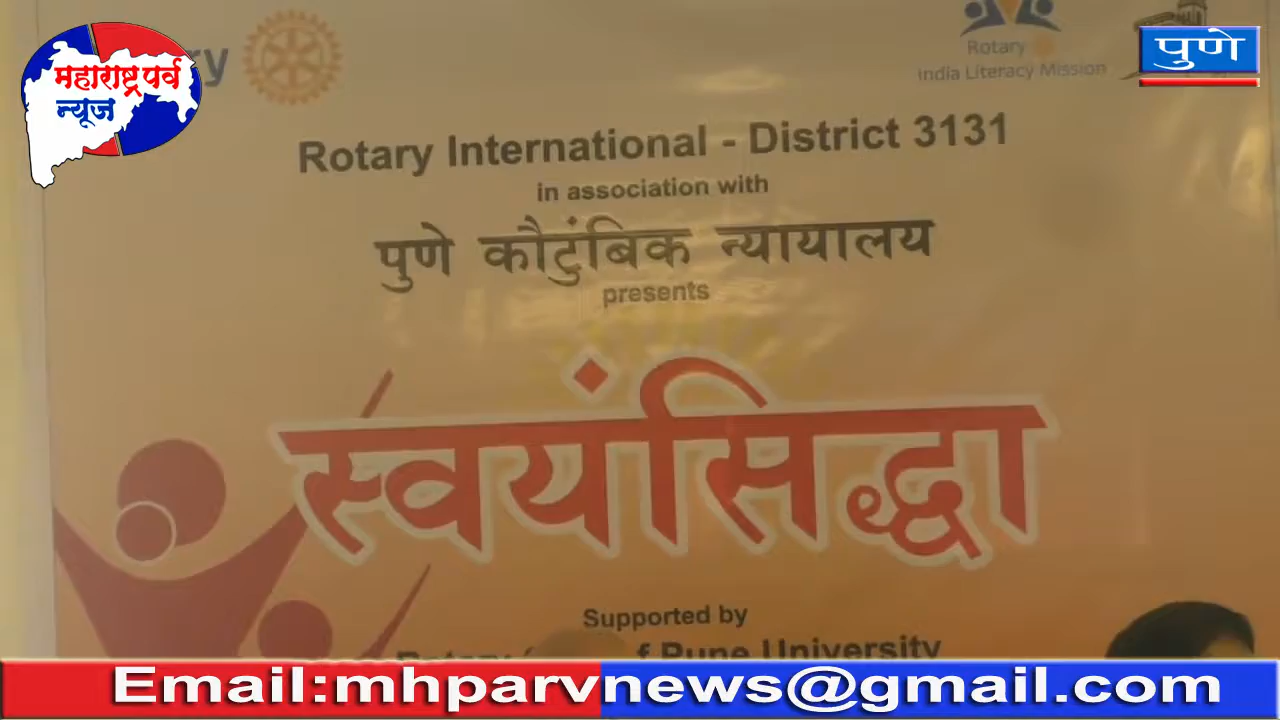 महाराष्ट्र पर्व
न्यूज
ry
Rotary
India Literacy Mission
पुणे
Rotary International - District 3131
in association with
पुणे कौटुंबिक न्यायालय
presents
स्वयंसिद्धा
Supported by
Pune University
Email:mhparvnews@gmail.com